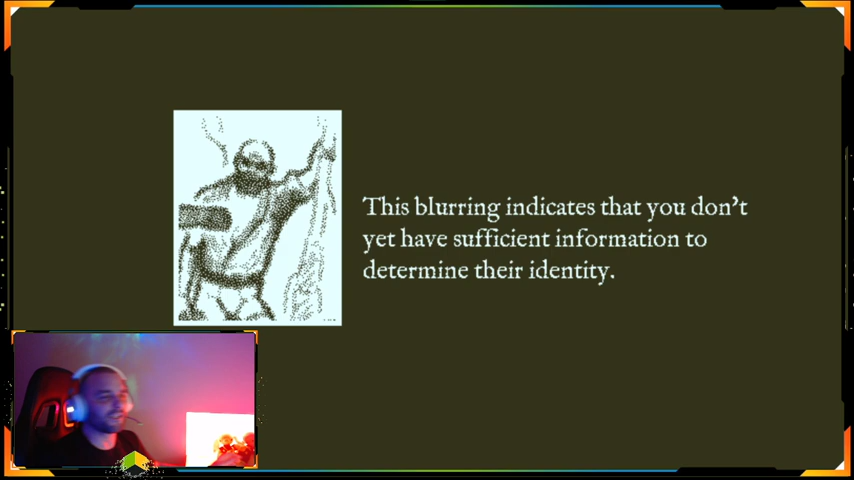 This blurring indicates that you don't
yet have sufficient information to
determine their identity.